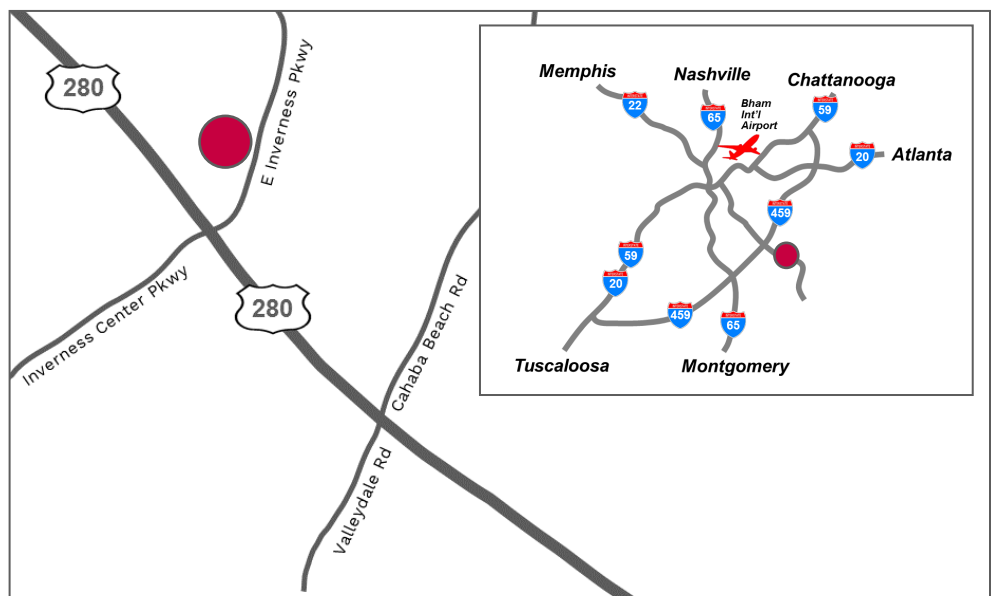 280
E Inverness Pkwy
Inverness Center Pkwy
280
Cahaba Beach Rd
Valleydale Rd
Memphis
Nashville
Chattanooga
22
65
Bham
Int'l
Airport
59
20
Atlanta
459
59
20
459
65
Tuscaloosa
Montgomery